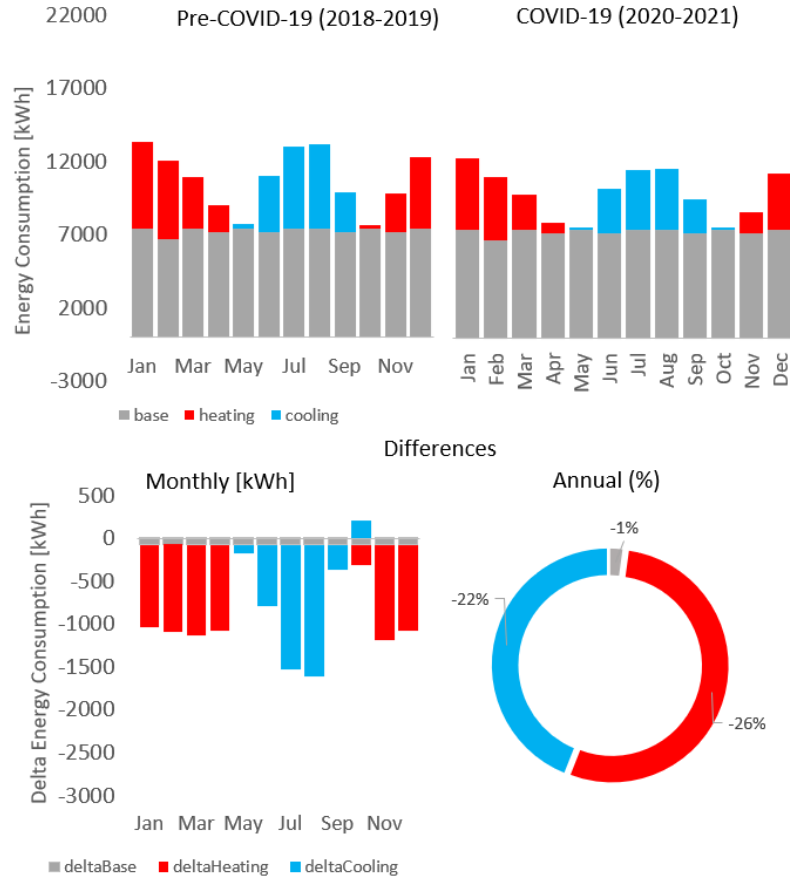 Pre-COVID-19 (2018-2019)
COVID-19 (2020-2021)
Energy Consumption [kWh]
22000
17000
12000
7000
2000
-3000
Jan Mar May Jul Sep Nov
Jan Feb Mar Apr May Jun Jul Aug Sep Oct Nov Dec
base heating cooling
Differences
Monthly [kWh]
Annual (%)
Delta Energy Consumption [kWh]
500
0
-500
-1000
-1500
-2000
-2500
-3000
Jan Mar May Jul Sep Nov
-1%
-22%
-26%
deltaBase deltaHeating deltaCooling